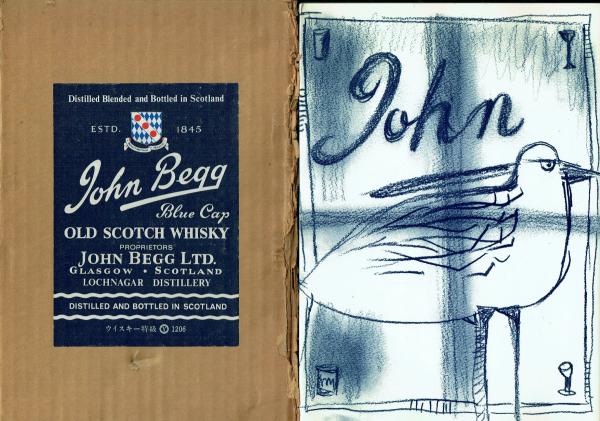 Distilled Blended and Bottled in Scotland
ESTD. 1845
John Begg
Blue Cap
OLD SCOTCH WHISKY
PROPRIETORS
JOHN BEGG LTD.
GLASGOW • SCOTLAND
LOCHNAGAR DISTILLERY
DISTILLED AND BOTTLED IN SCOTLAND
ウイスキー特級 Ⓥ 1206
John